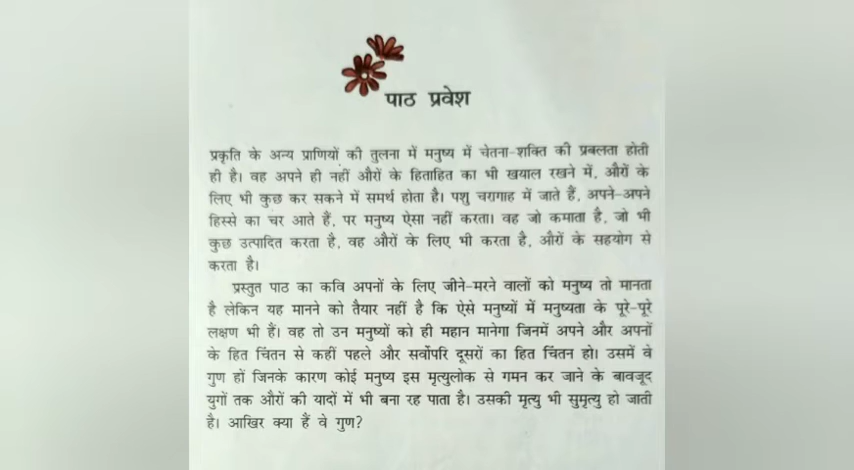 पाठ प्रवेश
प्रकृति के अन्य प्राणियों की तुलना में मनुष्य में चेतना-शक्ति की प्रबलता होती
ही है। वह अपने ही नहीं औरों के हिताहित का भी खयाल रखने में, औरों के
लिए भी कुछ कर सकने में समर्थ होता है। पशु चरागाह में जाते हैं, अपने-अपने
हिस्से का चर आते हैं, पर मनुष्य ऐसा नहीं करता। वह जो कमाता है, जो भी
कुछ उत्पादित करता है, वह औरों के लिए भी करता है, औरों के सहयोग से
करता है।
प्रस्तुत पाठ का कवि अपनों के लिए जीने-मरने वालों को मनुष्य तो मानता
है लेकिन यह मानने को तैयार नहीं है कि ऐसे मनुष्यों में मनुष्यता के पूरे-पूरे
लक्षण भी हैं। वह तो उन मनुष्यों को ही महान मानेगा जिनमें अपने और अपनों
के हित चिंतन से कहीं पहले और सर्वोपरि दूसरों का हित चिंतन हो। उसमें वे
गुण हों जिनके कारण कोई मनुष्य इस मृत्युलोक से गमन कर जाने के बावजूद
युगों तक औरों की यादों में भी बना रह पाता है। उसकी मृत्यु भी सुमृत्यु हो जाती
है। आखिर क्या हैं वे गुण?